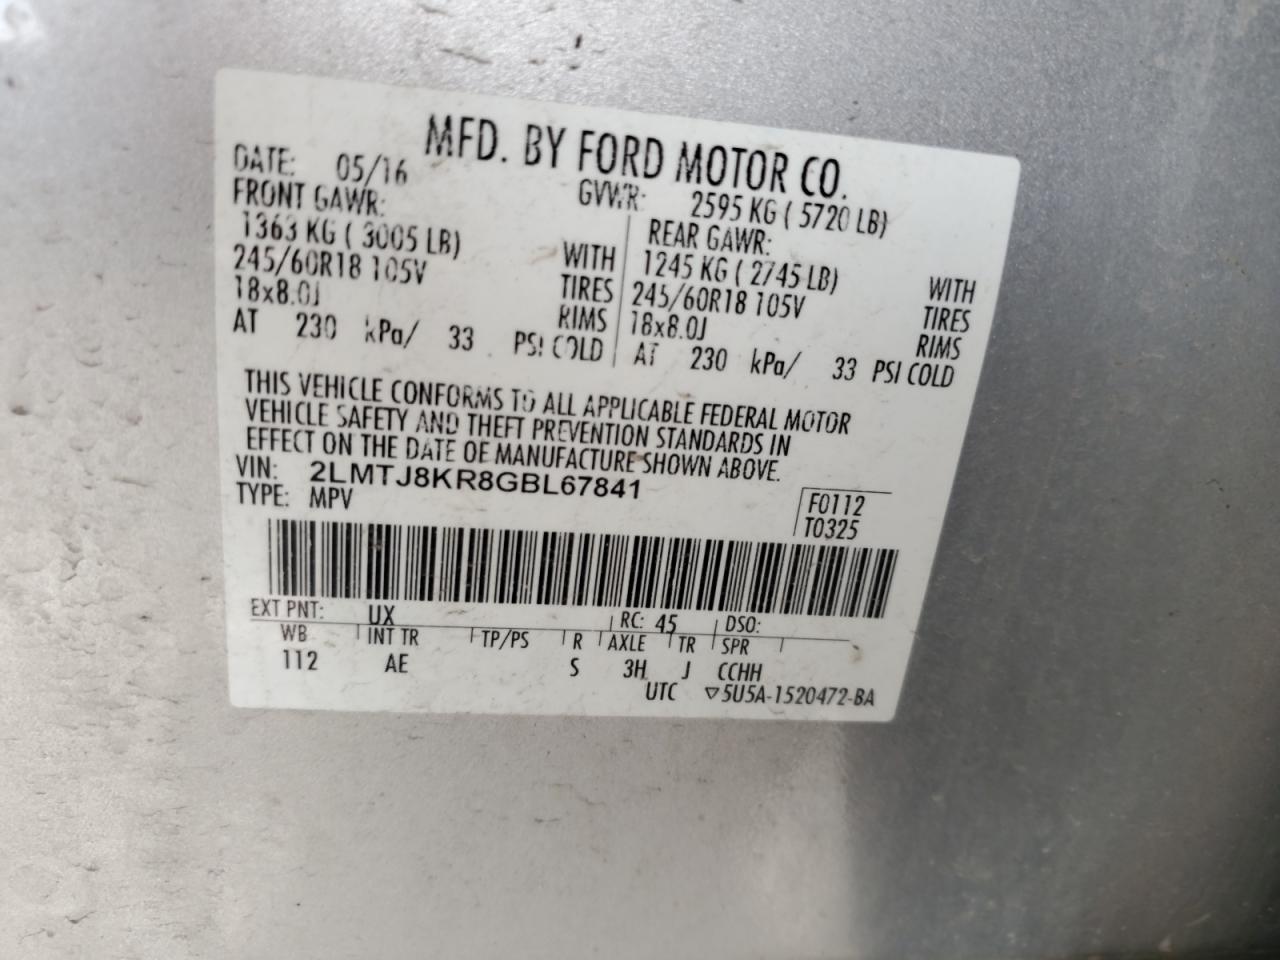 MFD. BY FORD MOTOR CO.
DATE: 05/16 GVWR: 2595 KG ( 5720 LB)
FRONT GAWR: REAR GAWR:
1363 KG ( 3005 LB) WITH 1245 KG ( 2745 LB) WITH
245/60R18 105V TIRES 245/60R18 105V TIRES
18x8.0J RIMS 18x8.0J RIMS
AT 230 kPa/ 33 PSI COLD AT 230 kPa/ 33 PSI COLD
THIS VEHICLE CONFORMS TO ALL APPLICABLE FEDERAL MOTOR
VEHICLE SAFETY AND THEFT PREVENTION STANDARDS IN
EFFECT ON THE DATE OF MANUFACTURE SHOWN ABOVE.
VIN: 2LMTJ8KR8GBL67841
TYPE: MPV F0112
T0325
EXT PNT: UX RC: 45 DSO:
WB INT TR TP/PS R AXLE TR SPR
112 AE S 3H J CCHH
UTC ▽5U5A-1520472-BA